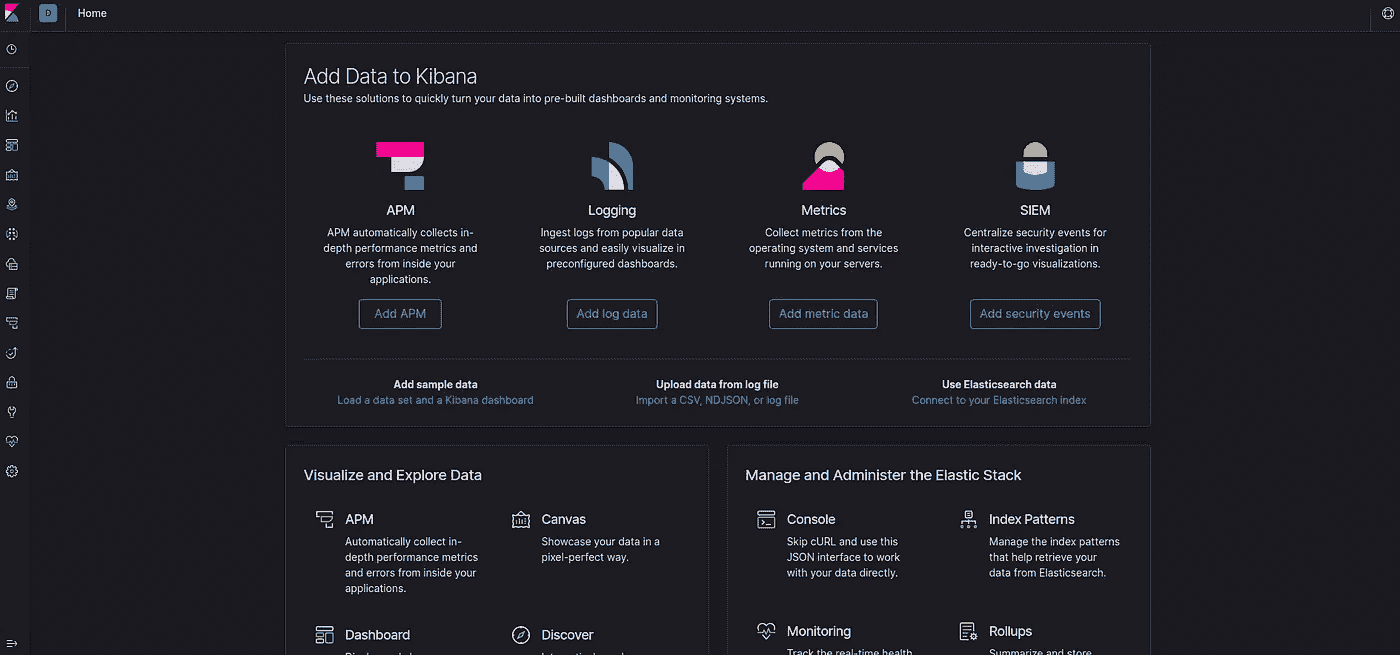 D Home
Add Data to Kibana
Use these solutions to quickly turn your data into pre-built dashboards and monitoring systems.
APM
APM automatically collects in-
depth performance metrics and
errors from inside your
applications.
Add APM
Logging
Ingest logs from popular data
sources and easily visualize in
preconfigured dashboards.
Add log data
Metrics
Collect metrics from the
operating system and services
running on your servers.
Add metric data
SIEM
Centralize security events for
interactive investigation in
ready-to-go visualizations.
Add security events
Add sample data
Load a data set and a Kibana dashboard
Upload data from log file
Import a CSV, NDJSON, or log file
Use Elasticsearch data
Connect to your Elasticsearch index
Visualize and Explore Data
APM
Automatically collect in-
depth performance metrics
and errors from inside your
applications.
Canvas
Showcase your data in a
pixel-perfect way.
Dashboard
Discover
Manage and Administer the Elastic Stack
Console
Skip cURL and use this
JSON interface to work
with your data directly.
Index Patterns
Manage the index patterns
that help retrieve your
data from Elasticsearch.
Monitoring
Track the real-time health
Rollups
Summarize and store